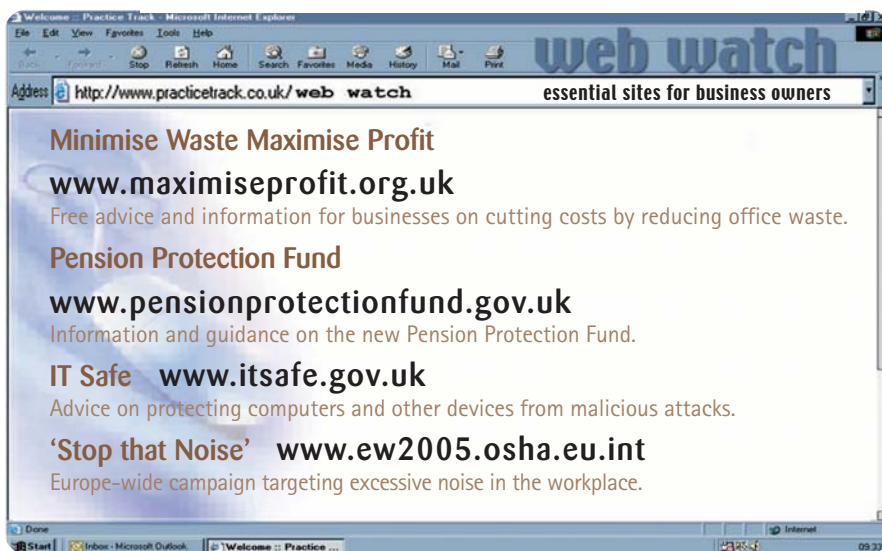 Welcome :: Practice Track - Microsoft Internet Explorer
File Edit View Favorites Tools Help
Back Forward Stop Refresh Home Search Favorites Media History Mail Print
web watch
Address http://www.practicetrack.co.uk/web watch
essential sites for business owners
Minimise Waste Maximise Profit
www.maximiseprofit.org.uk
Free advice and information for businesses on cutting costs by reducing office waste.
Pension Protection Fund
www.pensionprotectionfund.gov.uk
Information and guidance on the new Pension Protection Fund.
IT Safe www.itsafe.gov.uk
Advice on protecting computers and other devices from malicious attacks.
‘Stop that Noise’ www.ew2005.osha.eu.int
Europe-wide campaign targeting excessive noise in the workplace.
Done Internet
Start Inbox - Microsoft Outlook Welcome :: Practice ... 09:33